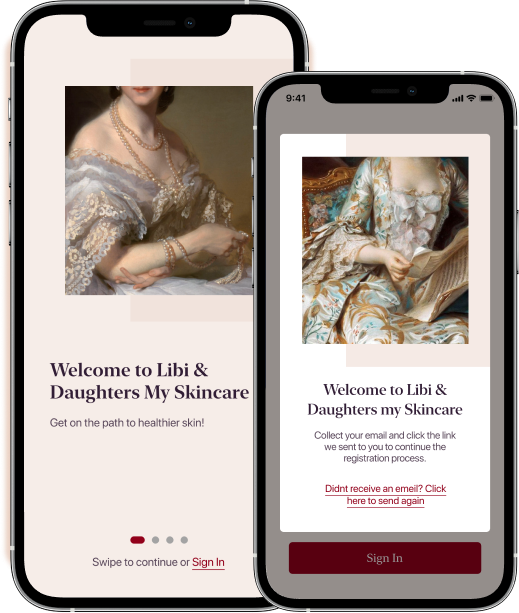 Welcome to Libi &
Daughters My Skincare
Get on the path to healthier skin!
Swipe to continue or Sign In
9:41
Welcome to Libi &
Daughters my Skincare
Collect your email and click the link
we sent to you to continue the
registration process.
Didnt receive an emeil? Click
here to send again
Sign In